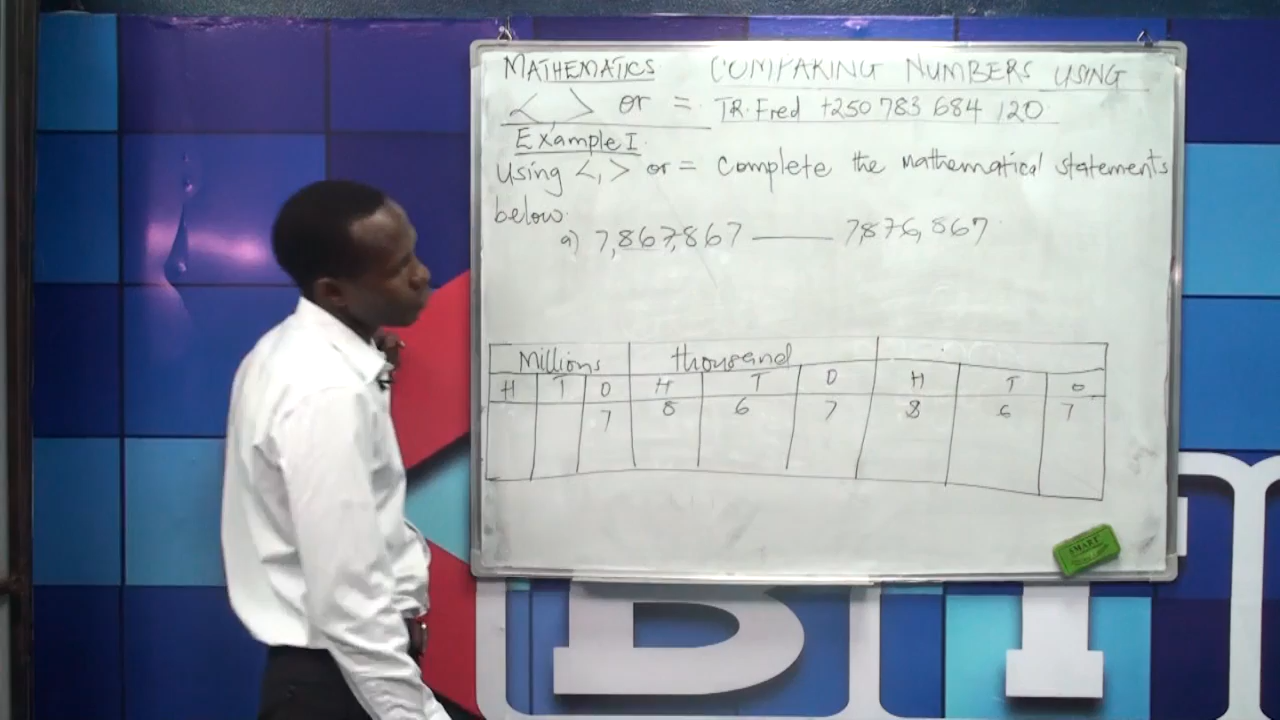 MATHEMATICS COMPARING NUMBERS USING
< , > or = TR. Fred +250 783 684 120
Example I
Using <, > or = complete the mathematical statements
below.
a) 7,867,867 ——— 7,876,867
Millions thousand
H T O H T O H T O
7 8 6 7 8 6 7
SMART